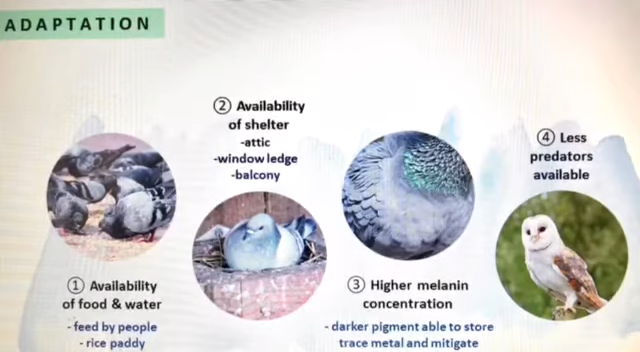 ADAPTATION
① Availability
of food & water
- feed by people
- rice paddy
② Availability
of shelter
-attic
-window ledge
-balcony
③ Higher melanin
concentration
- darker pigment able to store
trace metal and mitigate
④ Less
predators
available